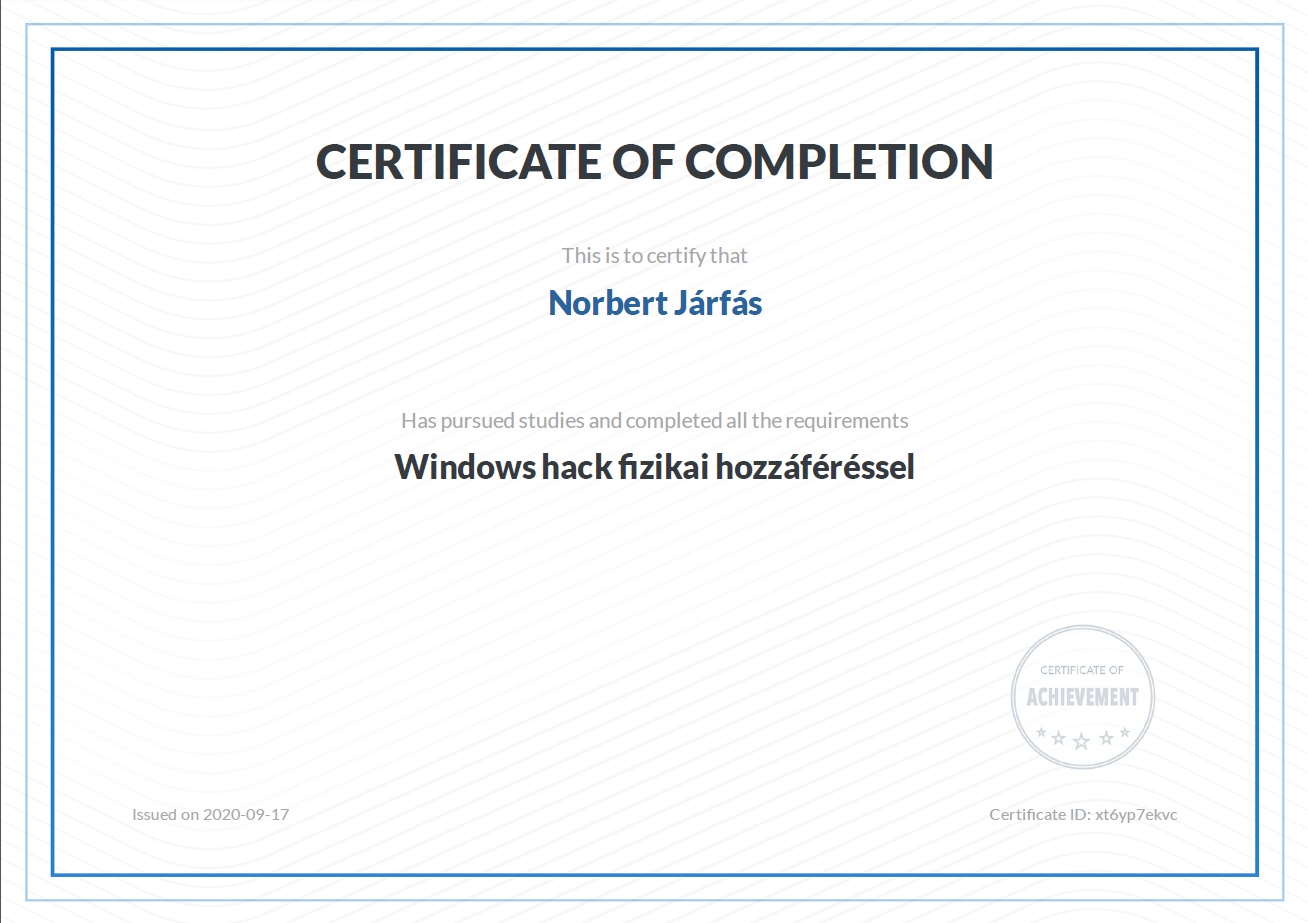 CERTIFICATE OF COMPLETION
This is to certify that
Norbert Járfás
Has pursued studies and completed all the requirements
Windows hack fizikai hozzáféréssel
CERTIFICATE OF
ACHIEVEMENT
Issued on 2020-09-17
Certificate ID: xt6yp7ekvc